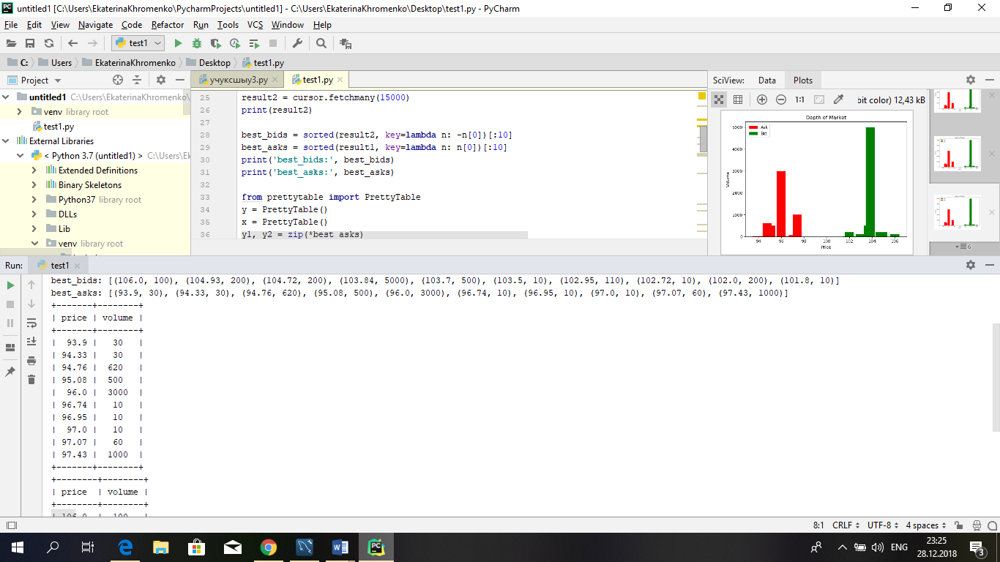 untitled1 [C:\Users\EkaterinaKhromenko\PycharmProjects\untitled1] - C:\Users\EkaterinaKhromenko\Desktop\test1.py - PyCharm
File Edit View Navigate Code Refactor Run Tools VCS Window Help
test1
C: Users EkaterinaKhromenko Desktop test1.py
Project
учуксшыу3.py test1.py
SciView: Data Plots
untitled1 C:\Users\EkaterinaKhromenko\
venv library root
test1.py
External Libraries
< Python 3.7 (untitled1) > C:\Users\Ek
Extended Definitions
Binary Skeletons
Python37 library root
DLLs
Lib
venv library root
25 result2 = cursor.fetchmany(15000)
26 print(result2)
27
28 best_bids = sorted(result2, key=lambda n: -n[0])[:10]
29 best_asks = sorted(result1, key=lambda n: n[0])[:10]
30 print('best_bids:', best_bids)
31 print('best_asks:', best_asks)
32
33 from prettytable import PrettyTable
34 y = PrettyTable()
35 x = PrettyTable()
36 y1, y2 = zip(*best_asks)
1:1 bit color) 12,43 kB
Depth of Market
Ask
Bid
Volume
5000
4000
3000
2000
1000
0
94 96 98 100 102 104 106
Price
6
Run: test1
best_bids: [(106.0, 100), (104.93, 200), (104.72, 200), (103.84, 5000), (103.7, 500), (103.5, 10), (102.95, 110), (102.72, 10), (102.0, 200), (101.8, 10)]
best_asks: [(93.9, 30), (94.33, 30), (94.76, 620), (95.08, 500), (96.0, 3000), (96.74, 10), (96.95, 10), (97.0, 10), (97.07, 60), (97.43, 1000)]
+-------+--------+
| price | volume |
+-------+--------+
| 93.9 | 30 |
| 94.33 | 30 |
| 94.76 | 620 |
| 95.08 | 500 |
| 96.0 | 3000 |
| 96.74 | 10 |
| 96.95 | 10 |
| 97.0 | 10 |
| 97.07 | 60 |
| 97.43 | 1000 |
+-------+--------+
+--------+--------+
| price | volume |
+--------+--------+
| 106.0 | 100 |
8:1 CRLF UTF-8 4 spaces
ENG
23:25
28.12.2018
3